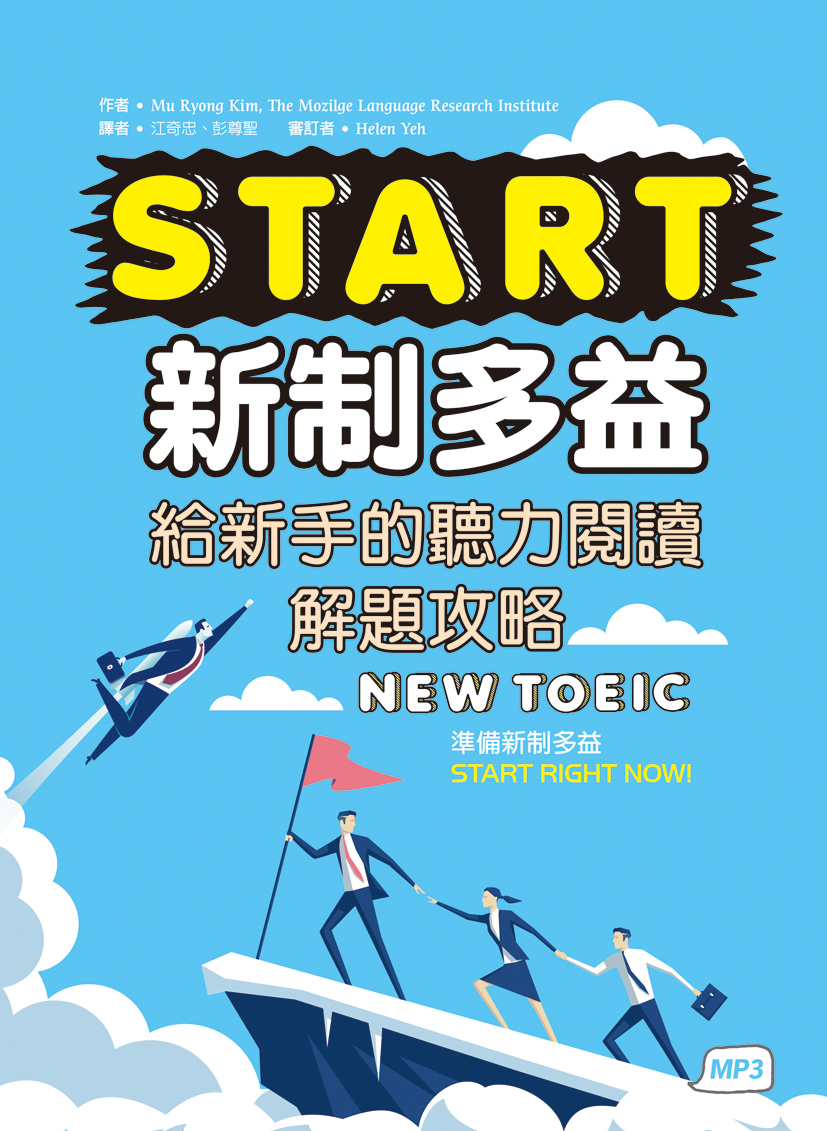 作者 • Mu Ryong Kim, The Mozilge Language Research Institute
譯者 • 江奇忠、彭尊聖 審訂者 • Helen Yeh
START
新制多益
給新手的聽力閱讀
解題攻略
NEW TOEIC
準備新制多益
START RIGHT NOW!
MP3